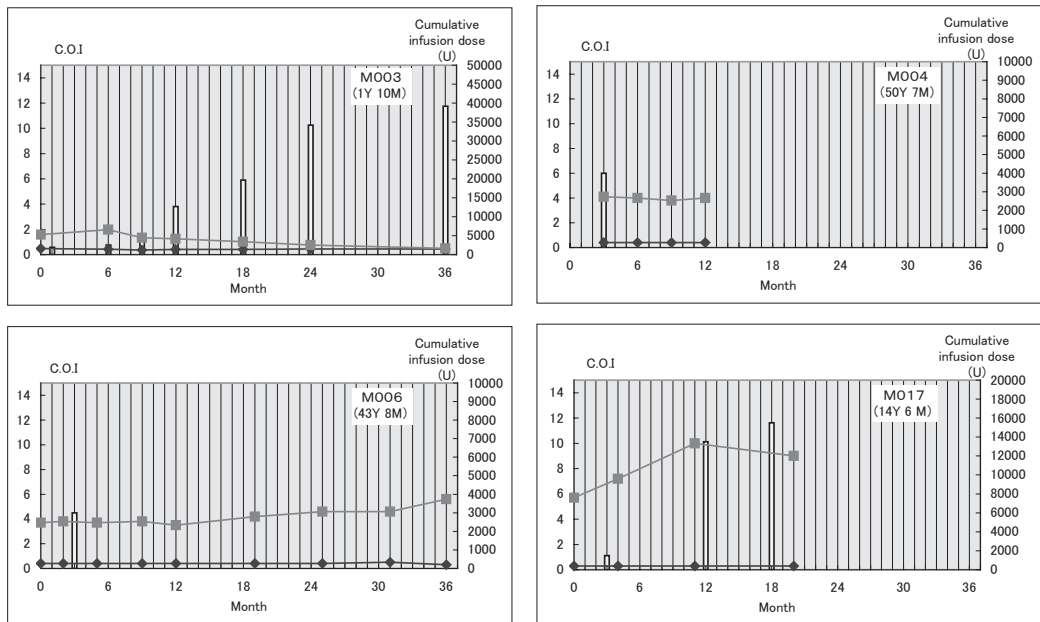 Cumulative
infusion dose
(U)
C.O.I
M003
(1Y 10M)
14
12
10
8
6
4
2
0
50000
45000
40000
35000
30000
25000
20000
15000
10000
5000
0
0 6 12 18 24 30 36
Month
Cumulative
infusion dose
(U)
C.O.I
M004
(50Y 7M)
14
12
10
8
6
4
2
0
10000
9000
8000
7000
6000
5000
4000
3000
2000
1000
0
0 6 12 18 24 30 36
Month
Cumulative
infusion dose
(U)
C.O.I
M006
(43Y 8M)
14
12
10
8
6
4
2
0
10000
9000
8000
7000
6000
5000
4000
3000
2000
1000
0
0 6 12 18 24 30 36
Month
Cumulative
infusion dose
(U)
C.O.I
M017
(14Y 6 M)
14
12
10
8
6
4
2
0
20000
18000
16000
14000
12000
10000
8000
6000
4000
2000
0
0 6 12 18 24 30 36
Month